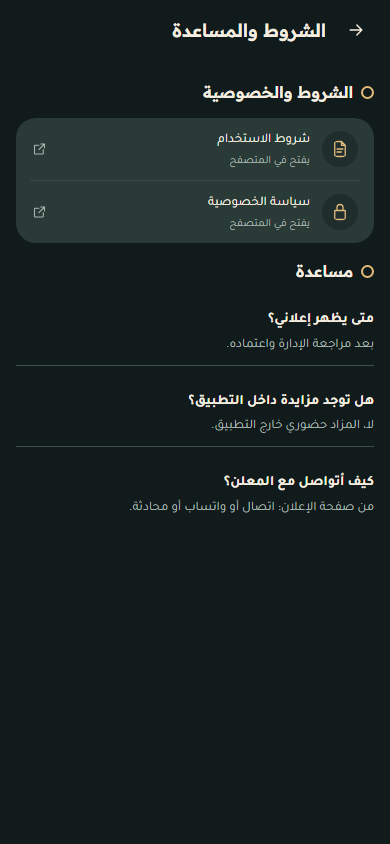 الشروط والمساعدة
الشروط والخصوصية
شروط الاستخدام
يفتح في المتصفح
سياسة الخصوصية
يفتح في المتصفح
مساعدة
متى يظهر إعلاني؟
بعد مراجعة الإدارة واعتماده.
هل توجد مزايدة داخل التطبيق؟
لا، المزاد حضوري خارج التطبيق.
كيف أتواصل مع المعلن؟
من صفحة الإعلان: اتصال أو واتساب أو محادثة.